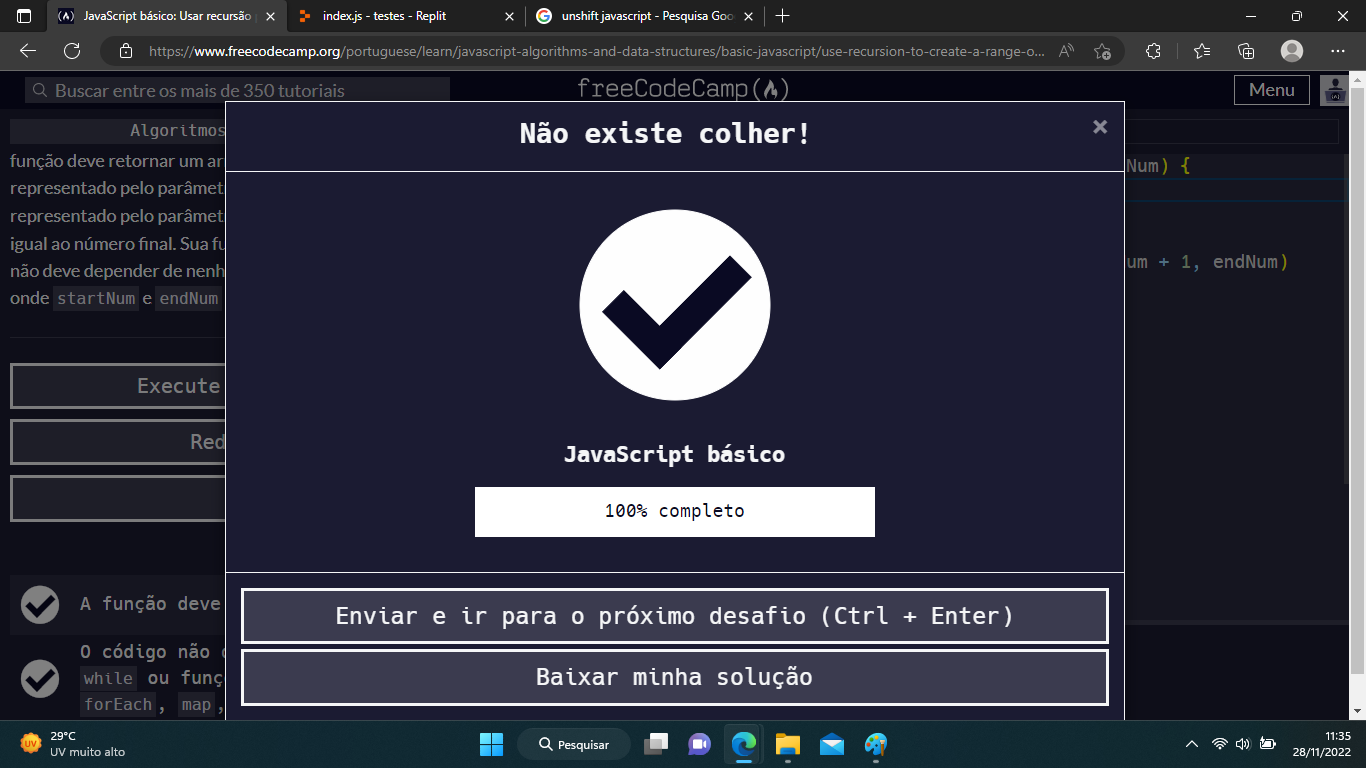 JavaScript básico: Usar recursão
index.js - testes - Replit
unshift javascript - Pesquisa Goo
https://www.freecodecamp.org/portuguese/learn/javascript-algorithms-and-data-structures/basic-javascript/use-recursion-to-create-a-range-o...
Buscar entre os mais de 350 tutoriais
freeCodeCamp
Menu
Algoritmos
Não existe colher!
função deve retornar um ar
Num) {
representado pelo parâmet
representado pelo parâmet
igual ao número final. Sua fu
não deve depender de nenh
um + 1, endNum)
onde startNum e endNum
Execute
Red
JavaScript básico
100% completo
A função deve
Enviar e ir para o próximo desafio (Ctrl + Enter)
O código não
while ou funç
forEach, map,
Baixar minha solução
29°C
UV muito alto
UV
Pesquisar
11:35
28/11/2022